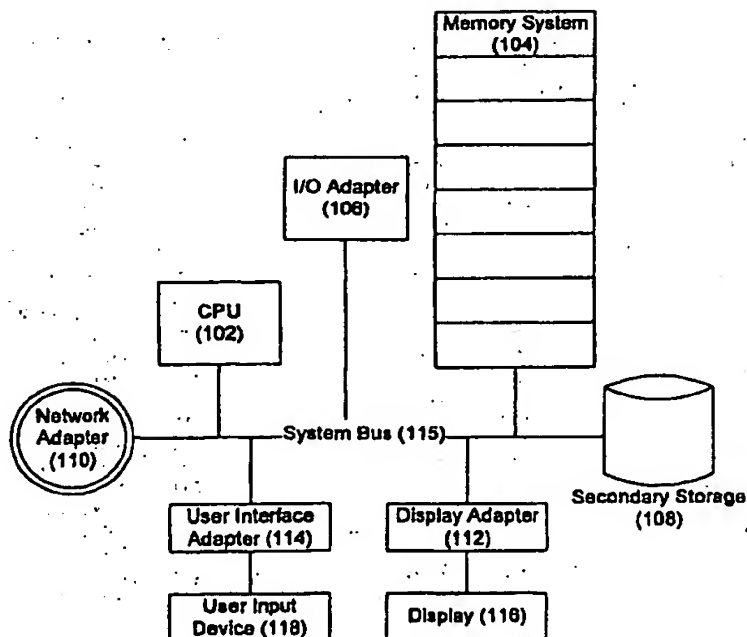 Memory System
(104)
I/O Adapter
(106)
CPU
(102)
Network
Adapter
(110)
System Bus (115)
Secondary Storage
(108)
User Interface
Adapter (114)
Display Adapter
(112)
User Input
Device (118)
Display (116)